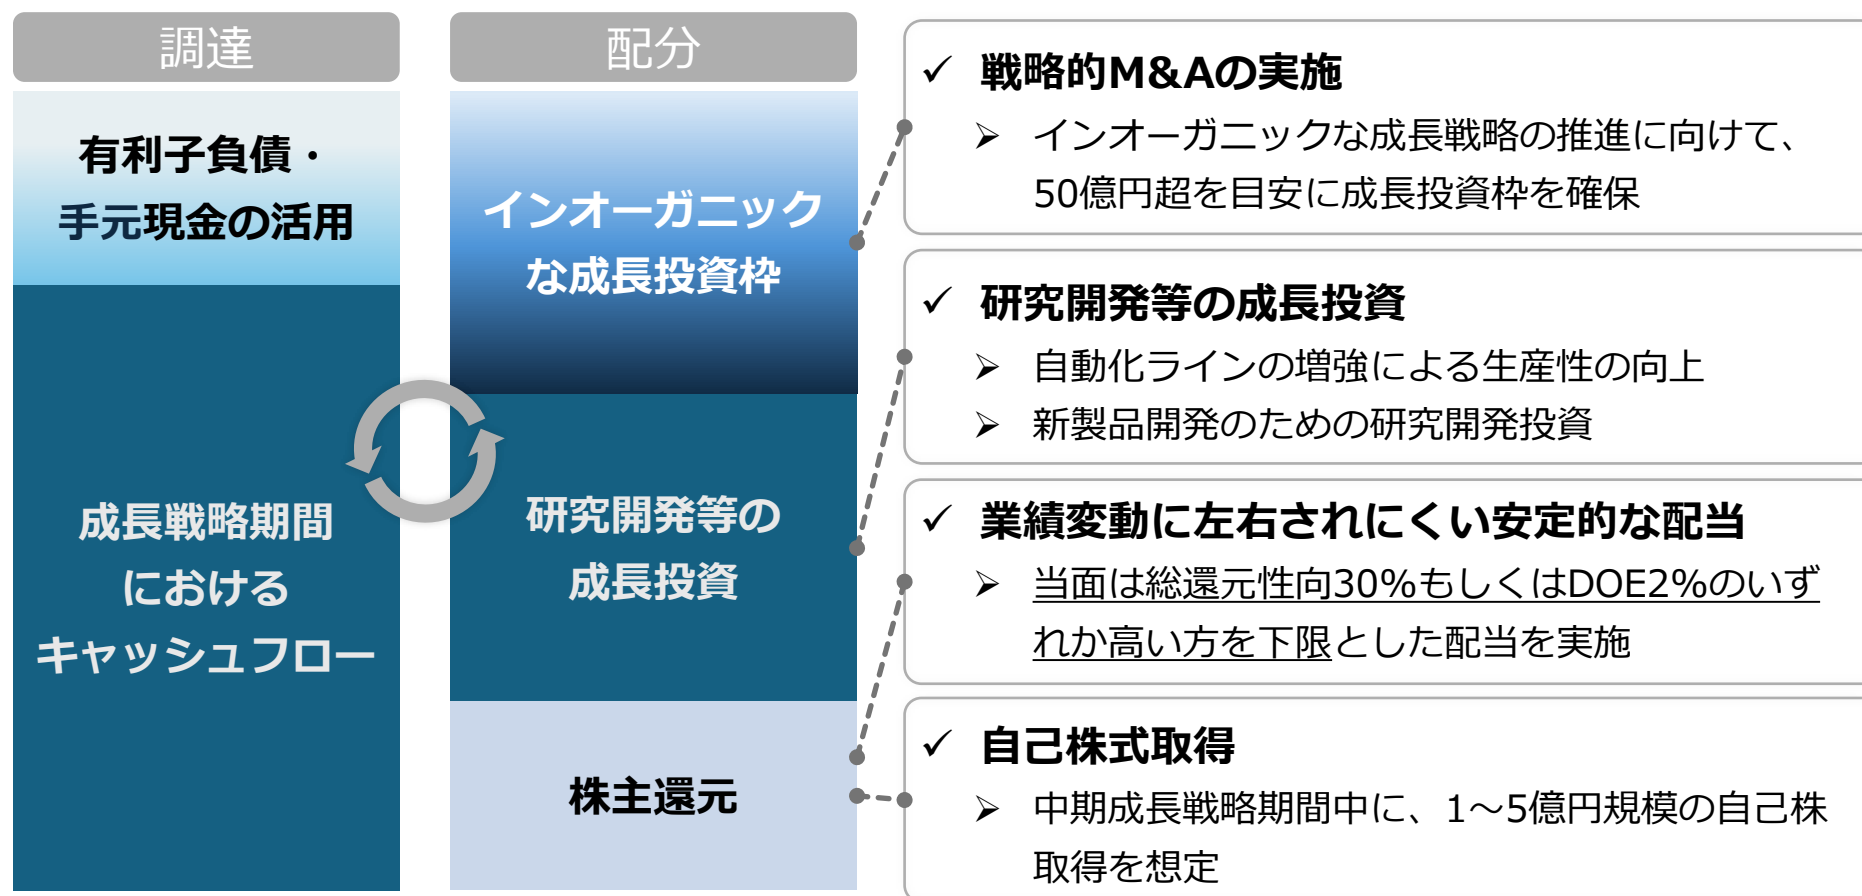 調達
有利子負債・
手元現金の活用
成長戦略期間
における
キャッシュフロー
配分
インオーガニック
な成長投資枠
研究開発等の
成長投資
株主還元
✓ 戦略的M&Aの実施
➢ インオーガニックな成長戦略の推進に向けて、
50億円超を目安に成長投資枠を確保
✓ 研究開発等の成長投資
➢ 自動化ラインの増強による生産性の向上
➢ 新製品開発のための研究開発投資
✓ 業績変動に左右されにくい安定的な配当
➢ 当面は総還元性向30%もしくはDOE2%のいず
れか高い方を下限とした配当を実施
✓ 自己株式取得
➢ 中期成長戦略期間中に、1～5億円規模の自己株
取得を想定